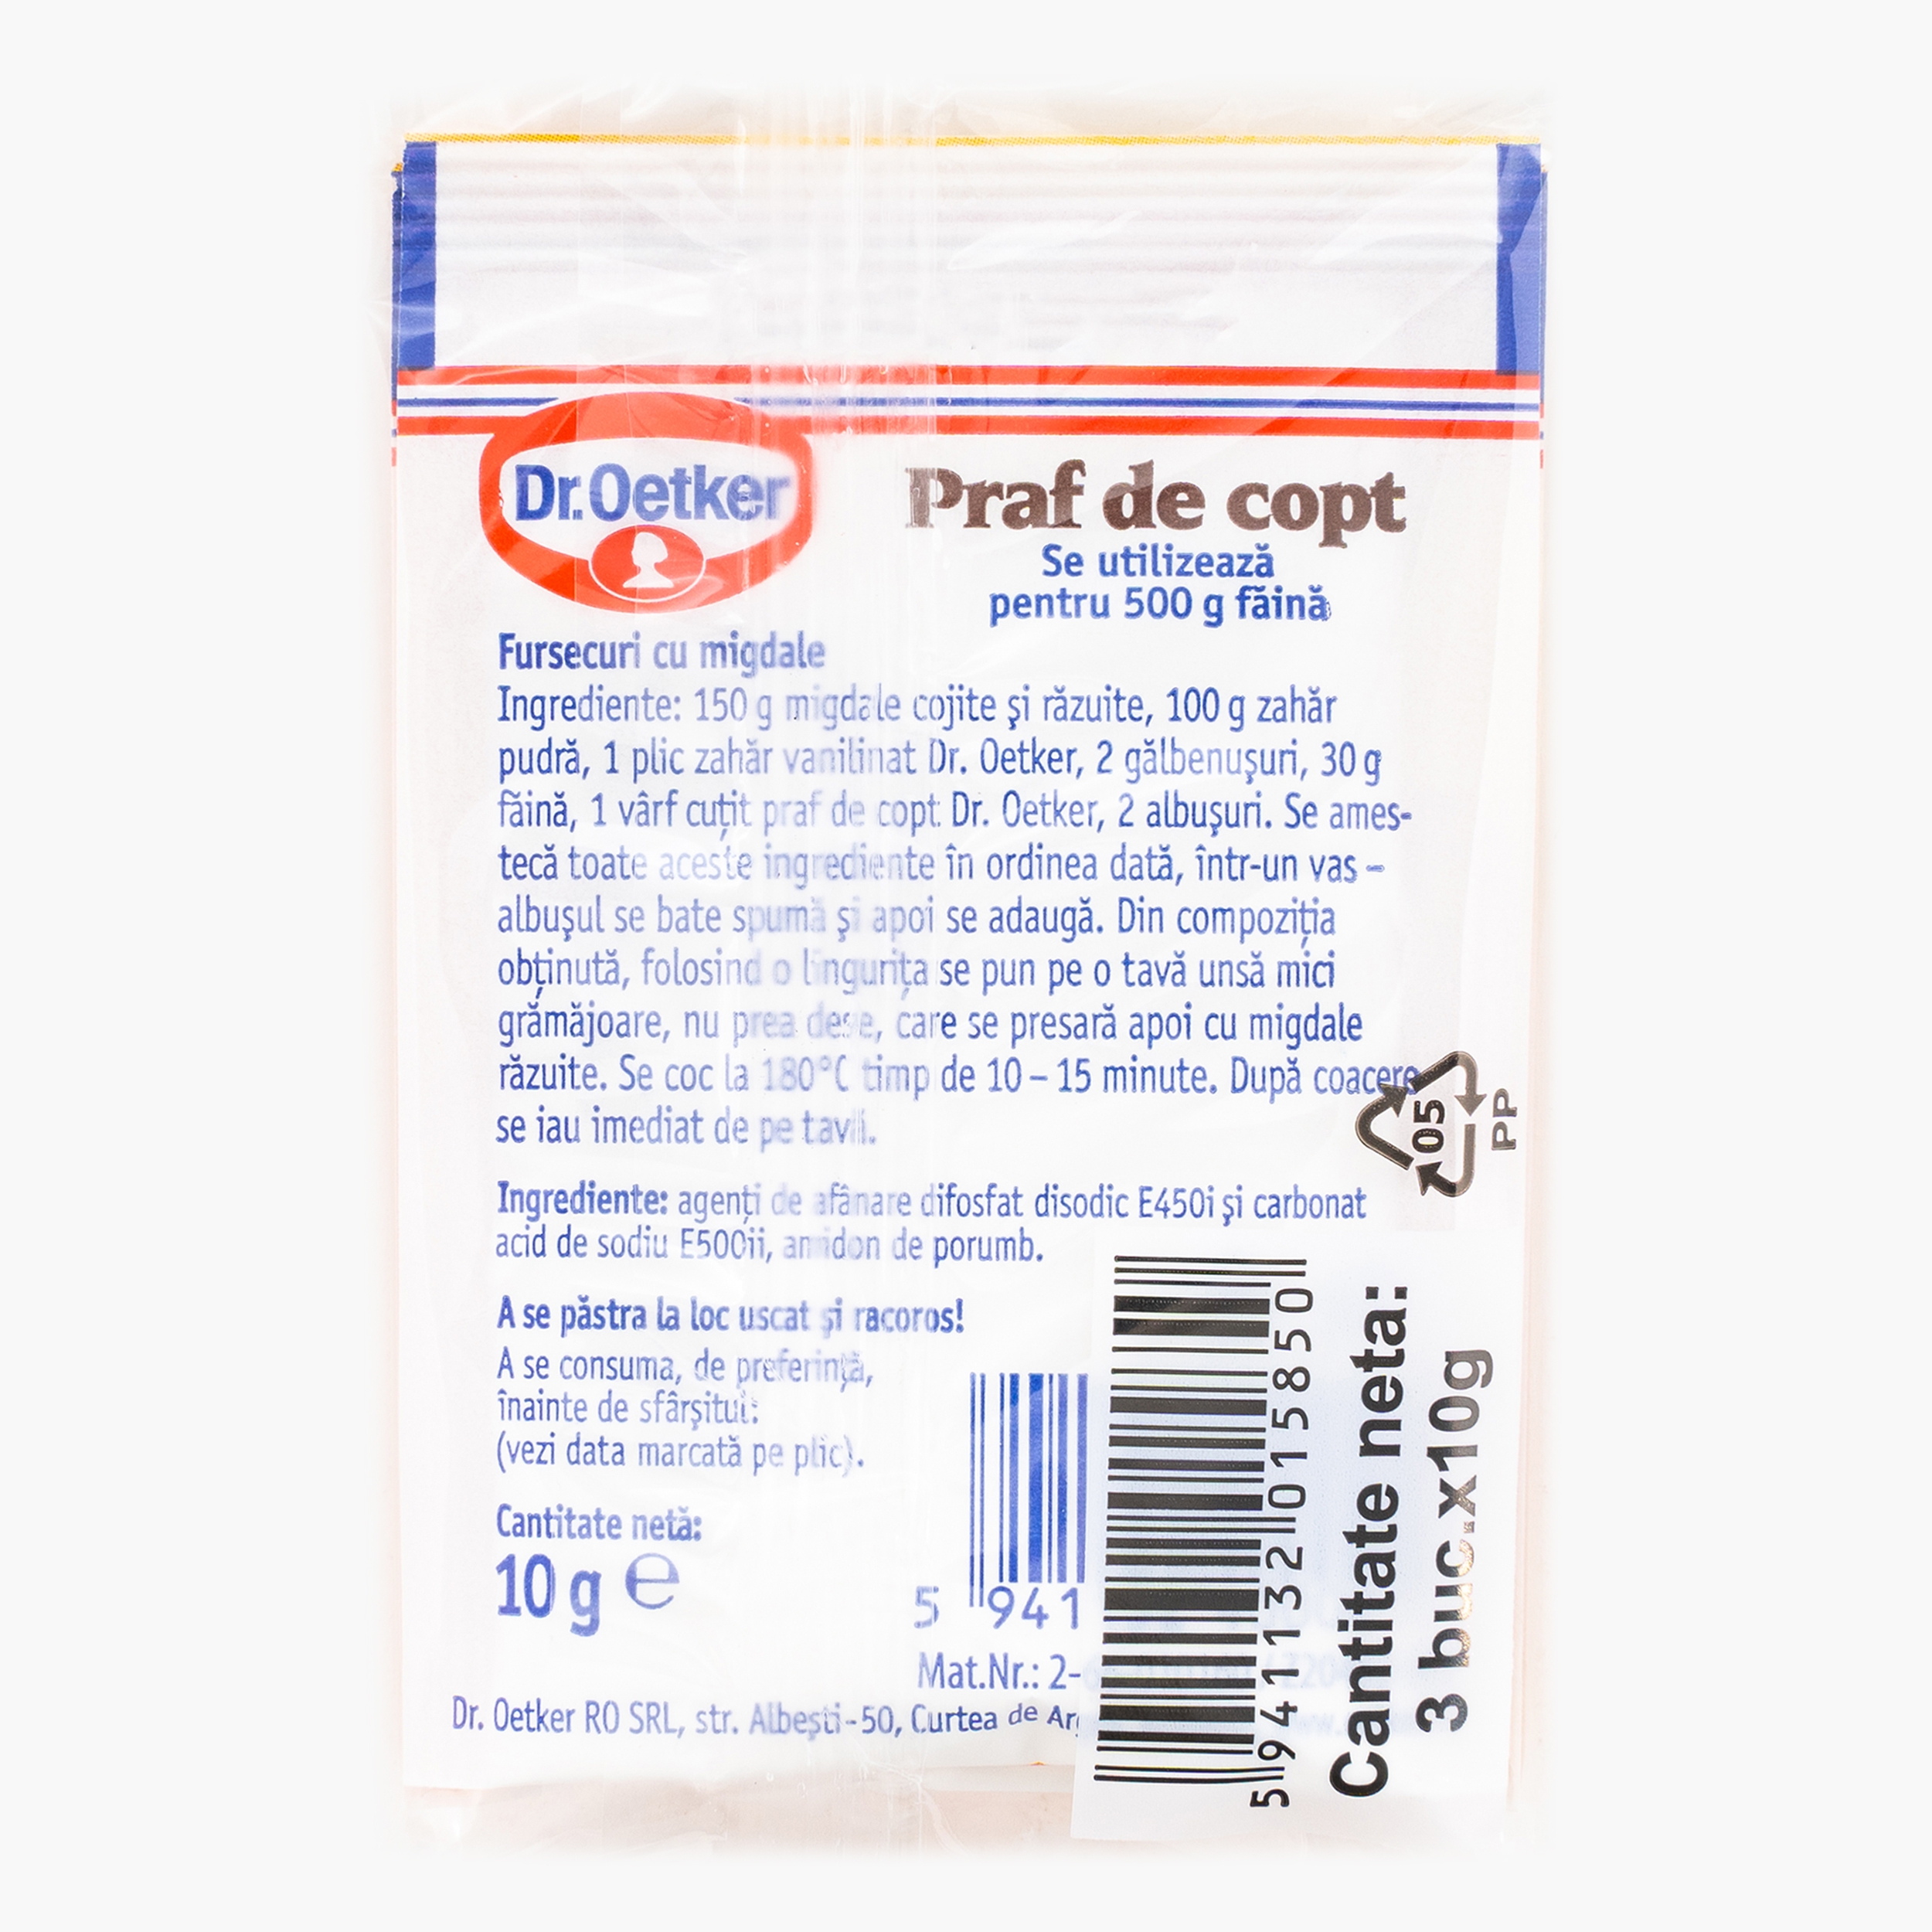 Dr. Oetker
Praf de copt
Se utilizează
pentru 500 g făină
Fursecuri cu migdale
Ingrediente: 150 g migdale cojite şi răzuite, 100 g zahăr
pudră, 1 plic zahăr vanilinat Dr. Oetker, 2 gălbenuşuri, 30 g
făină, 1 vârf cuţit praf de copt Dr. Oetker, 2 albuşuri. Se ames-
tecă toate aceste ingrediente în ordinea dată, într-un vas –
albuşul se bate spumă şi apoi se adaugă. Din compoziţia
obţinută, folosind o linguriţa se pun pe o tavă unsă mici
grămăjoare, nu prea dese, care se presară apoi cu migdale
răzuite. Se coc la 180°C timp de 10 – 15 minute. După coacere
se iau imediat de pe tavă.
05
PP
Ingrediente: agenţi de afânare difosfat disodic E450i şi carbonat
acid de sodiu E500ii, amidon de porumb.
A se păstra la loc uscat şi racoros!
A se consuma, de preferinţă,
înainte de sfârşitul:
(vezi data marcată pe plic).
Cantitate netă:
10 g ℮
5 941
Mat.Nr.: 2-
Dr. Oetker RO SRL, str. Albeşti-50, Curtea de
5941132015850
Cantitate neta:
3 buc.x10g